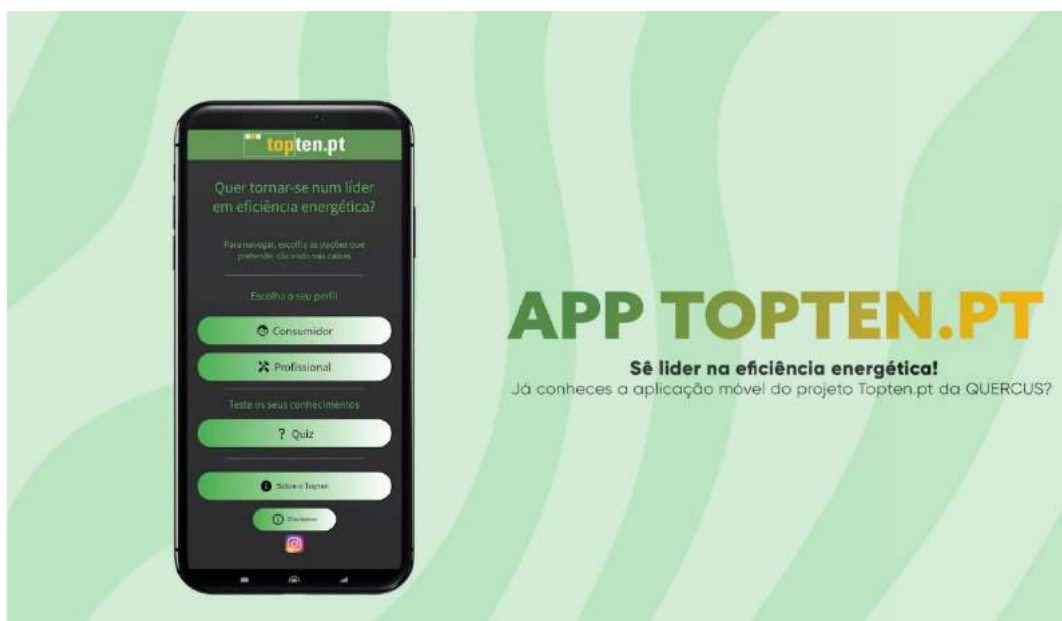 topten.pt
Quer tornar-se num líder
em eficiência energética?
Para navegar, escolha as opções que
pretende, clicando nas caixas
Escolha o seu perfil
Consumidor
Profissional
Teste os seus conhecimentos
? Quiz
Sobre o Topten
Disclaimer
APP TOPTEN.PT
Sê lider na eficiência energética!
Já conheces a aplicação móvel do projeto Topten.pt da QUERCUS?